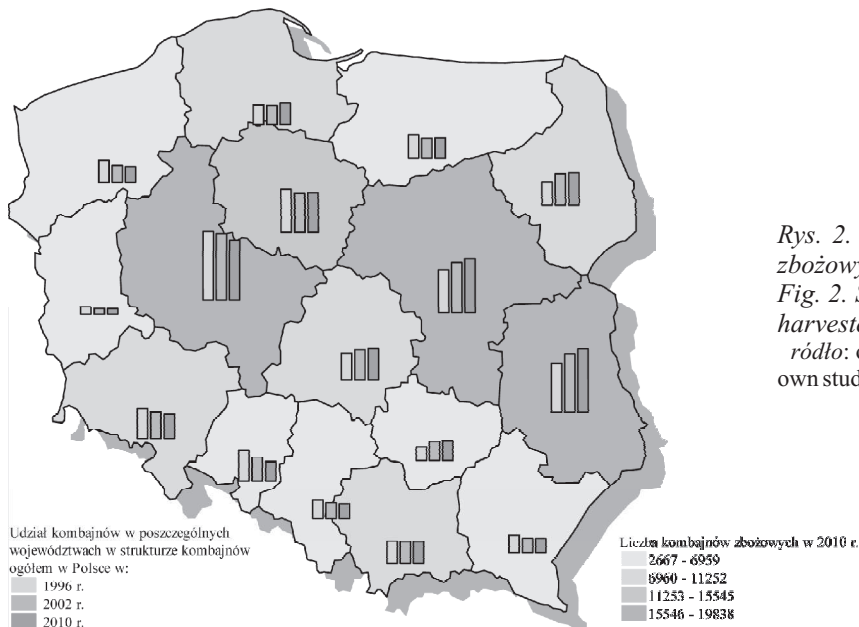 Rys. 2.
zbożowy
Fig. 2. S
harvest
ródło: 
own stud
Udział kombajnów w poszczególnych
województwach w strukturze kombajnów
ogółem w Polsce w:
1996 r.
2002 r.
2010 r.
Liczba kombajnów zbożowych w 2010 r.
2667 - 6959
6960 - 11252
11253 - 15545
15546 - 19838